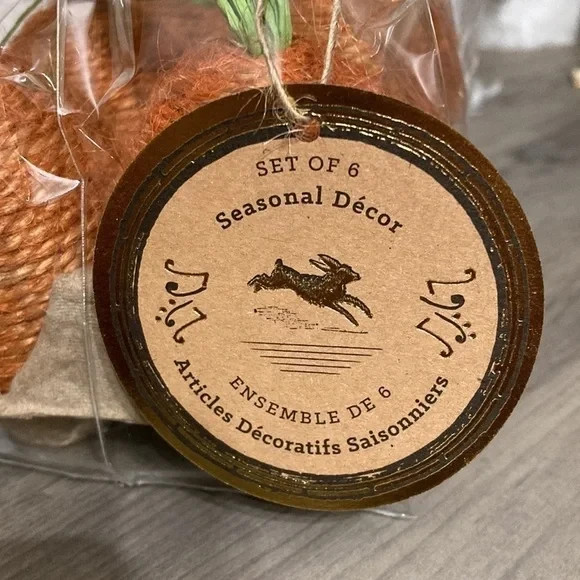 SET OF 6
Seasonal Décor
ENSEMBLE DE 6
Articles Décoratifs Saisonniers